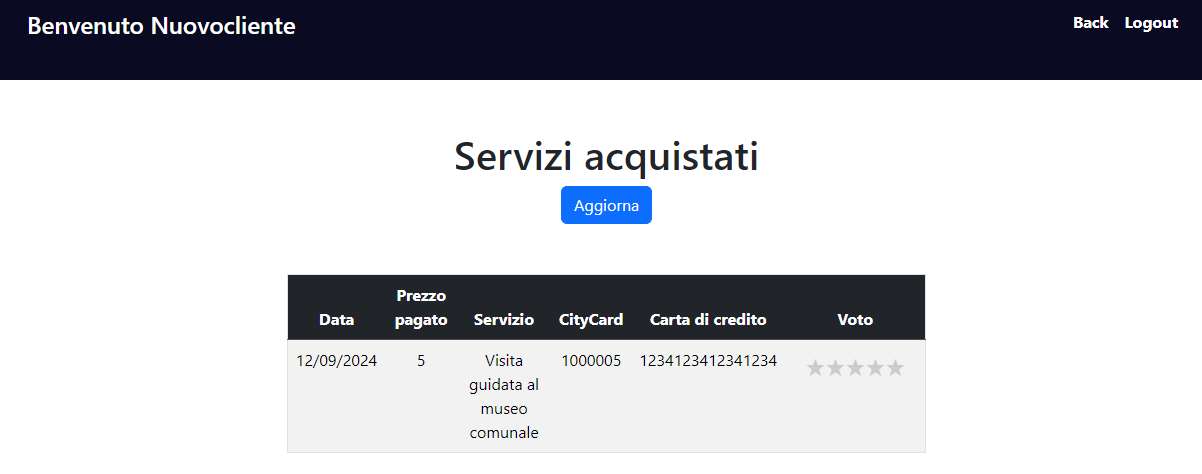 Benvenuto Nuovocliente
Back Logout
Servizi acquistati
Aggiorna
Data Prezzo pagato Servizio CityCard Carta di credito Voto
12/09/2024 5 Visita 1000005 1234123412341234
guidata al
museo
comunale